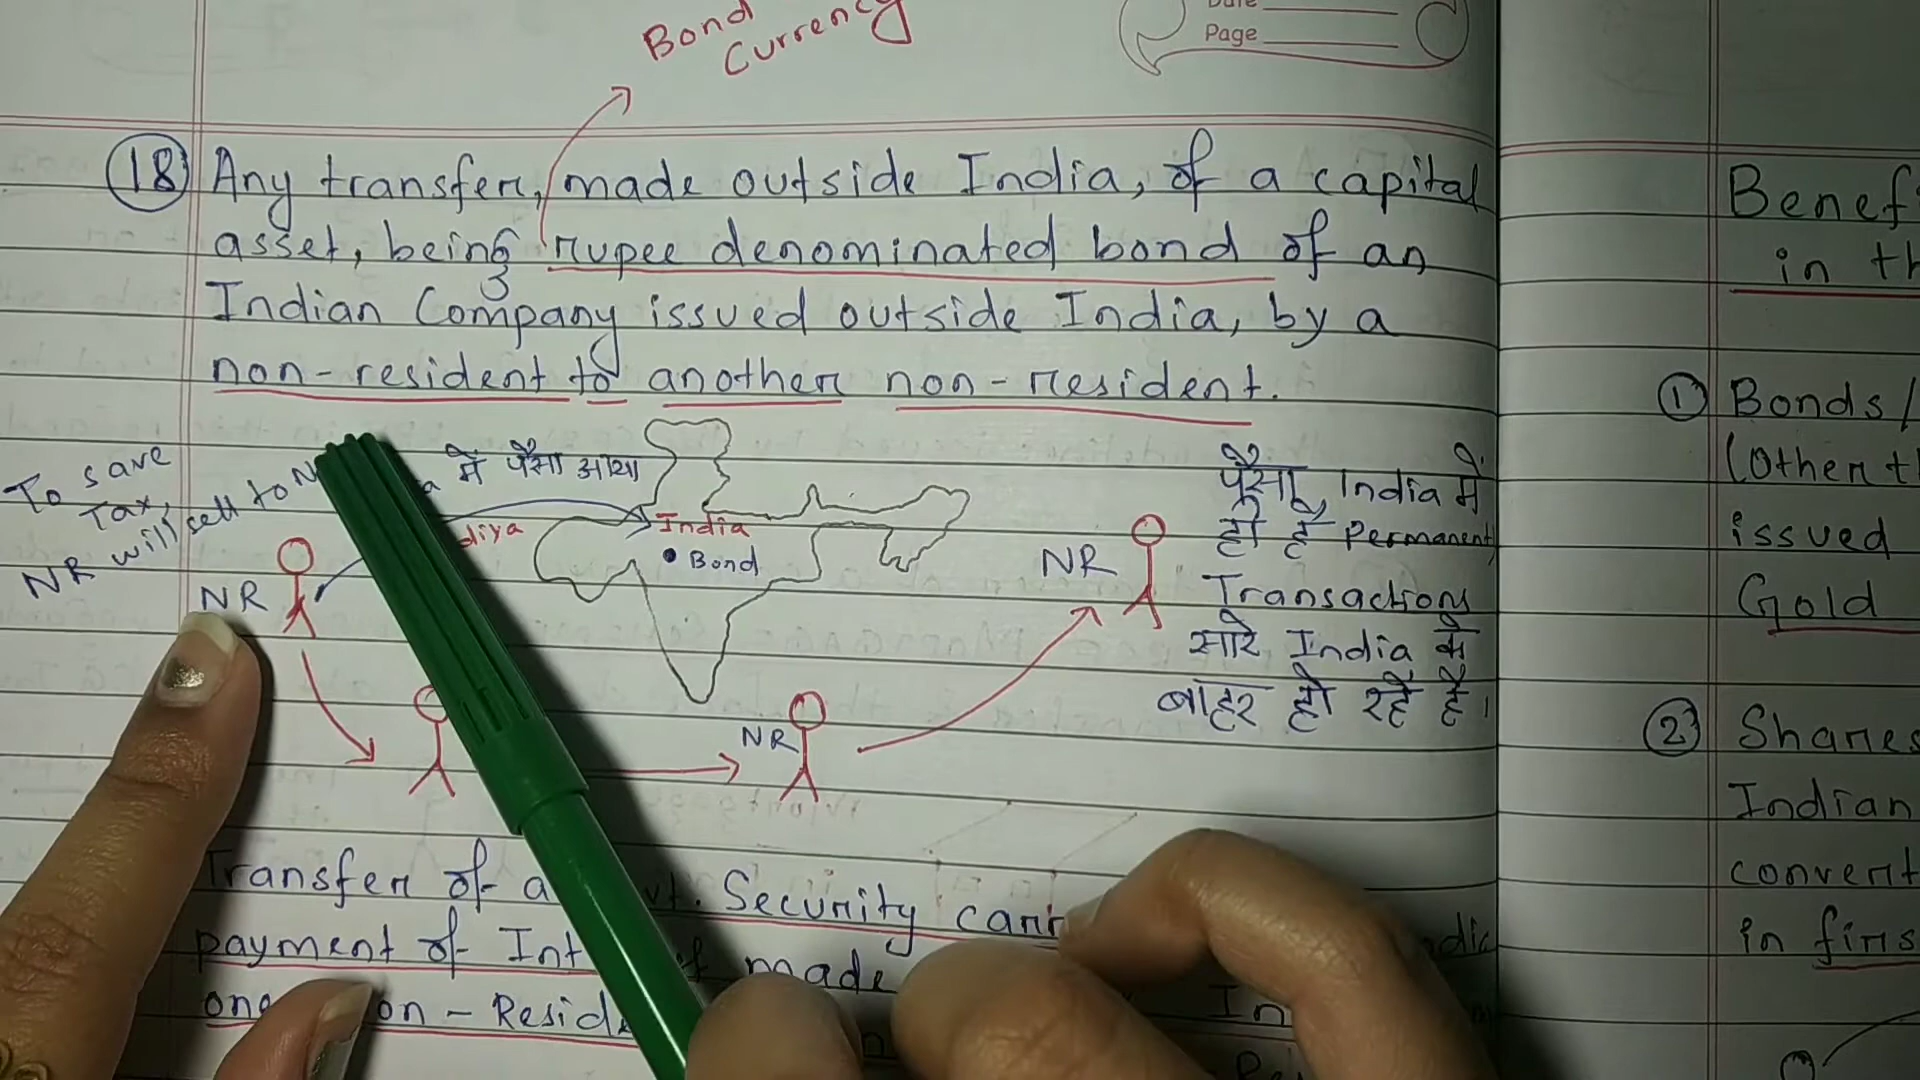 Date
Page
Bond
Currency
18 Any transfer, made outside India, of a capital
asset, being rupee denominated bond of an
Indian Company issued outside India, by a
non-resident to another non-resident.
To save
Tax,
NR will sell to
में पैसा आया
India
Bond
NR
NR
NR
पैसा India में
ही है Permanent
Transactions
सारे India के
बाहर हो रहे है।
Transfer of a Security
payment of made
on - In
Benef
in th
1 Bonds/
(Other t
issued
Gold
2 Shares
Indian
convert
in firs